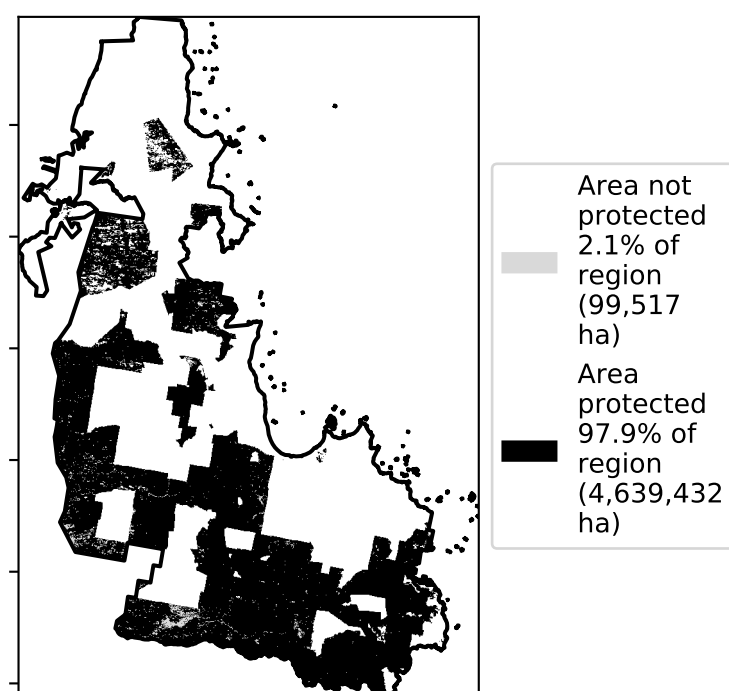 Area not
protected
2.1% of
region
(99,517
ha)
Area
protected
97.9% of
region
(4,639,432
ha)